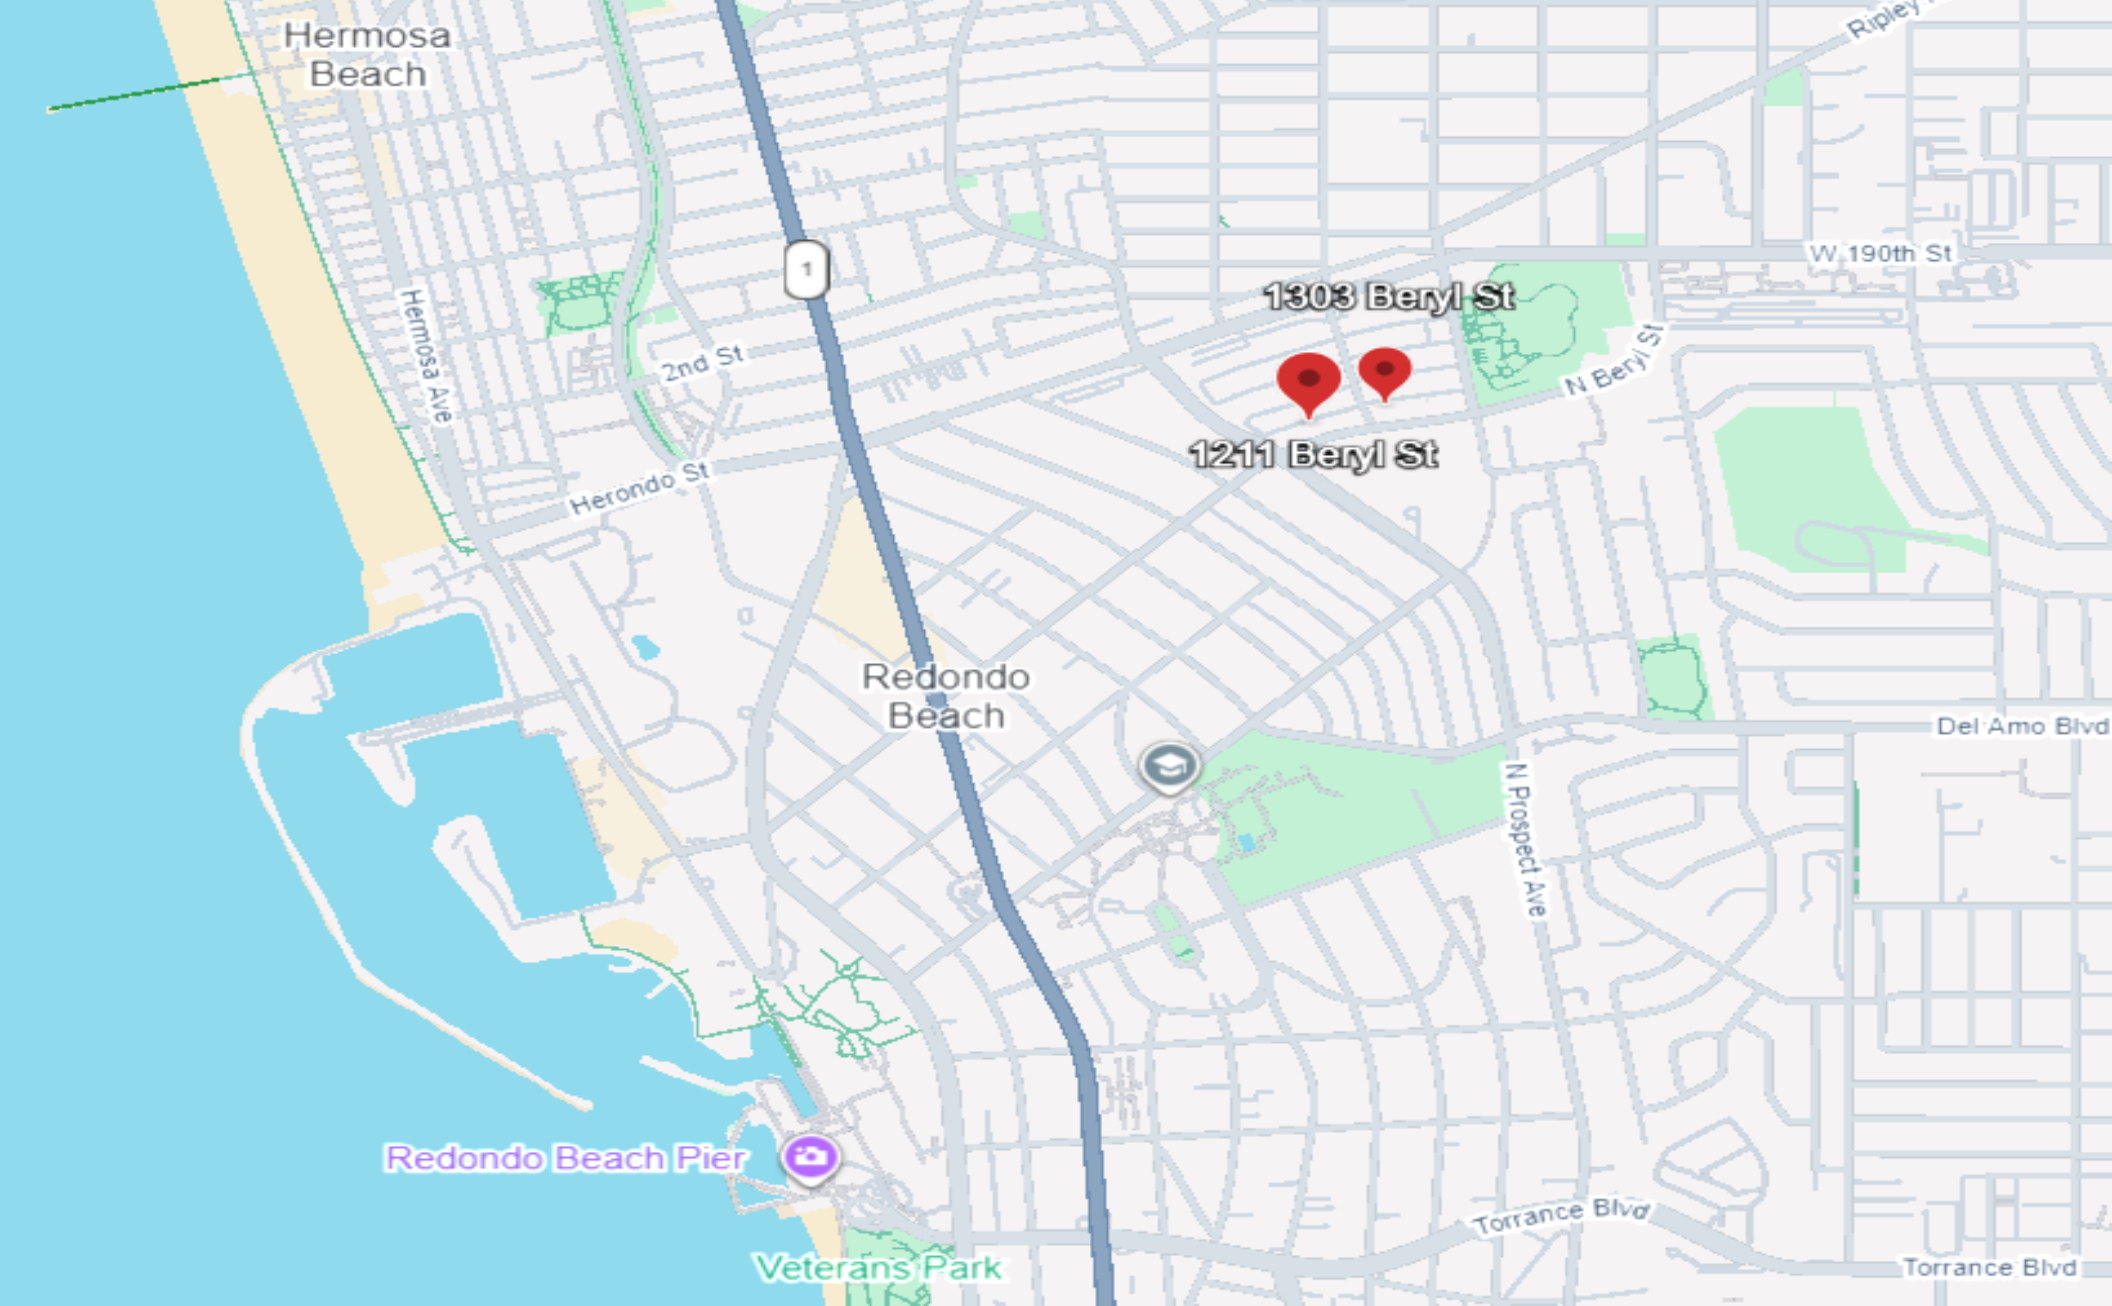 Hermosa
Beach
Ripley
W 190th St
1
1303 Beryl St
Hermosa Ave
2nd St
N Beryl St
1211 Beryl St
Herondo St
Redondo
Beach
Del Amo Blvd
N Prospect Ave
Redondo Beach Pier
Torrance Blvd
Veterans Park
Torrance Blvd